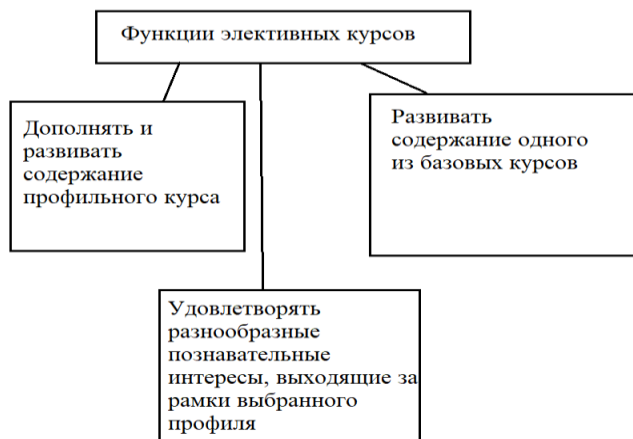 Функции элективных курсов
Дополнять и
развивать
содержание
профильного курса
Развивать
содержание одного
из базовых курсов
Удовлетворять
разнообразные
познавательные
интересы, выходящие за
рамки выбранного
профиля